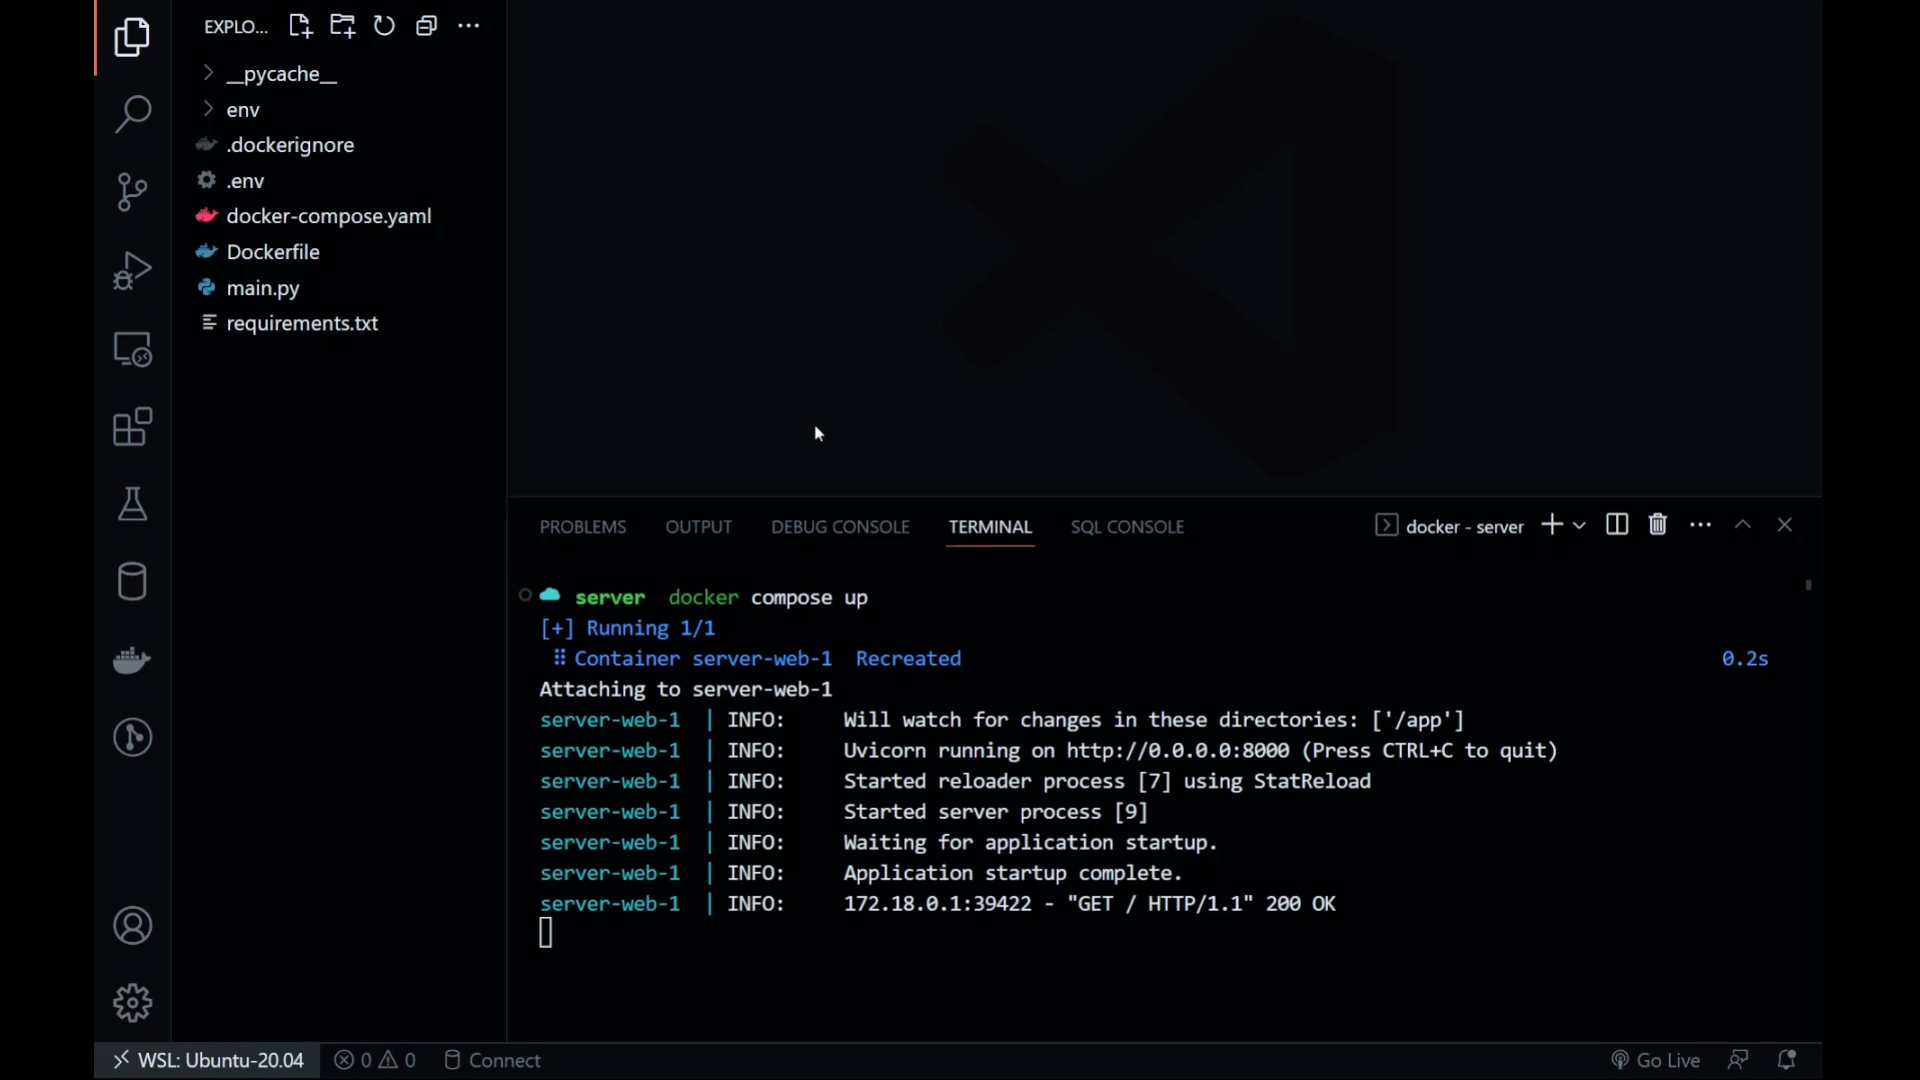 EXPLO...
__pycache__
env
.dockerignore
.env
docker-compose.yaml
Dockerfile
main.py
requirements.txt
PROBLEMS OUTPUT DEBUG CONSOLE TERMINAL SQL CONSOLE docker - server
server docker compose up
[+] Running 1/1
⠿ Container server-web-1 Recreated 0.2s
Attaching to server-web-1
server-web-1 | INFO: Will watch for changes in these directories: ['/app']
server-web-1 | INFO: Uvicorn running on http://0.0.0.0:8000 (Press CTRL+C to quit)
server-web-1 | INFO: Started reloader process [7] using StatReload
server-web-1 | INFO: Started server process [9]
server-web-1 | INFO: Waiting for application startup.
server-web-1 | INFO: Application startup complete.
server-web-1 | INFO: 172.18.0.1:39422 - "GET / HTTP/1.1" 200 OK
WSL: Ubuntu-20.04 0 0 Connect Go Live